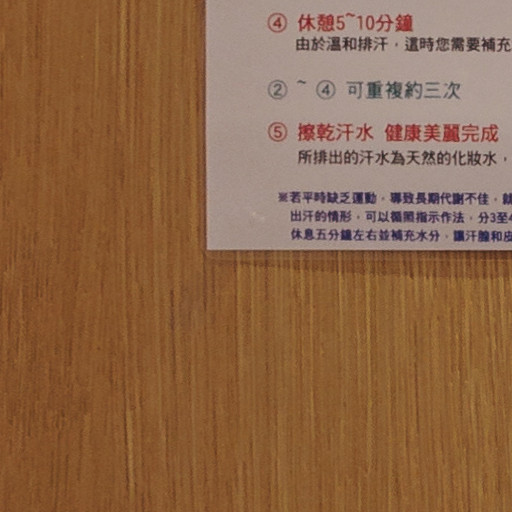 ④ 休憩5~10分鐘
由於溫和排汗，這時您需要補充
② ~ ④ 可重複約三次
⑤ 擦乾汗水 健康美麗完成
所排出的汗水為天然的化妝水，
※若平時缺乏運動，導致長期代謝不佳，就
出汗的情形，可以循照指示作法，分3至4
休息五分鐘左右並補充水分，讓汗腺和皮